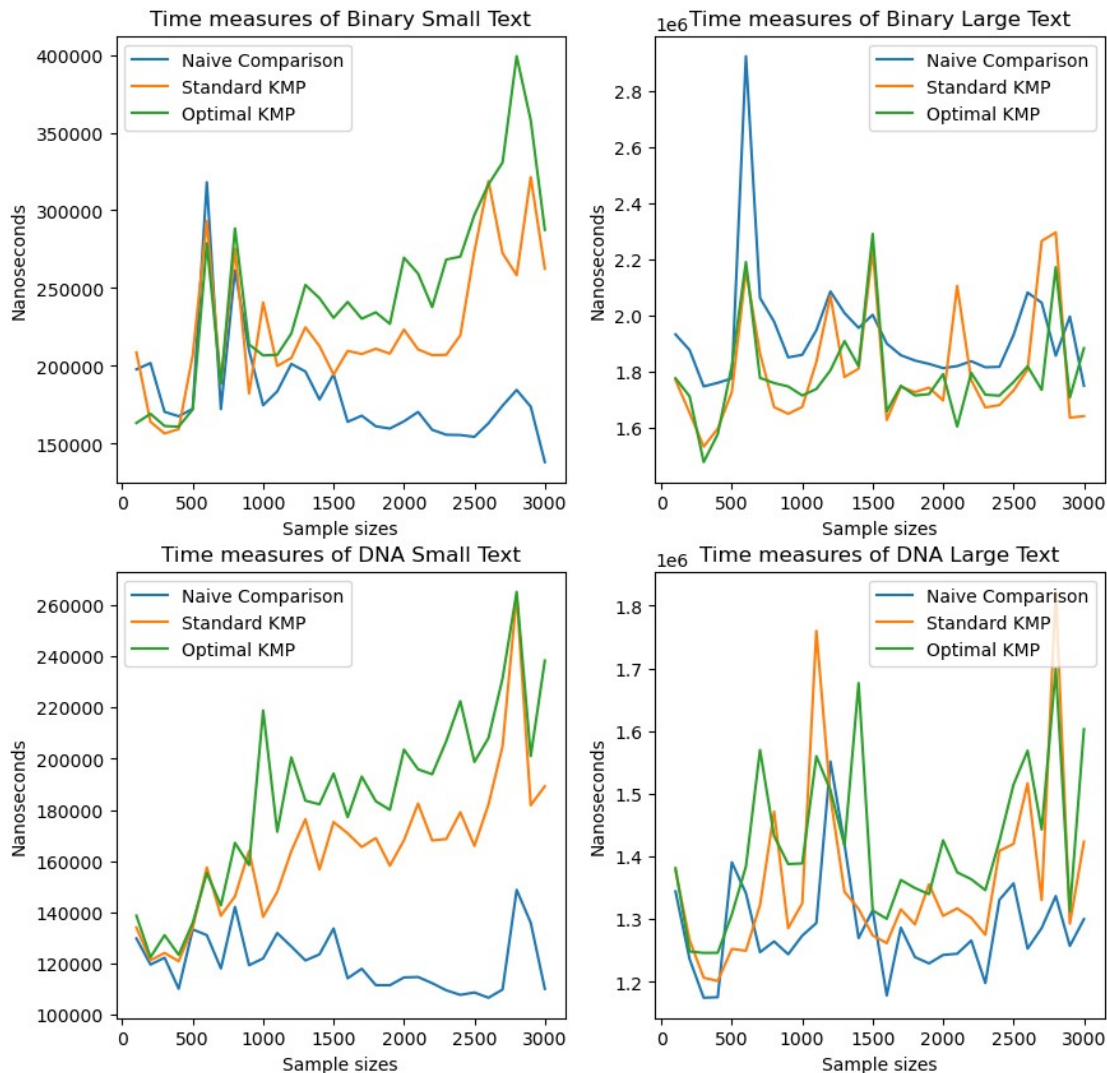 Time measures of Binary Small Text
400000
350000
300000
250000
200000
150000
Nanoseconds
Naive Comparison
Standard KMP
Optimal KMP
0 500 1000 1500 2000 2500 3000
Sample sizes
Time measures of Binary Large Text
1e6
2.8
2.6
2.4
2.2
2.0
1.8
1.6
Nanoseconds
Naive Comparison
Standard KMP
Optimal KMP
0 500 1000 1500 2000 2500 3000
Sample sizes
Time measures of DNA Small Text
260000
240000
220000
200000
180000
160000
140000
120000
100000
Nanoseconds
Naive Comparison
Standard KMP
Optimal KMP
0 500 1000 1500 2000 2500 3000
Sample sizes
Time measures of DNA Large Text
1e6
1.8
1.7
1.6
1.5
1.4
1.3
1.2
Nanoseconds
Naive Comparison
Standard KMP
Optimal KMP
0 500 1000 1500 2000 2500 3000
Sample sizes